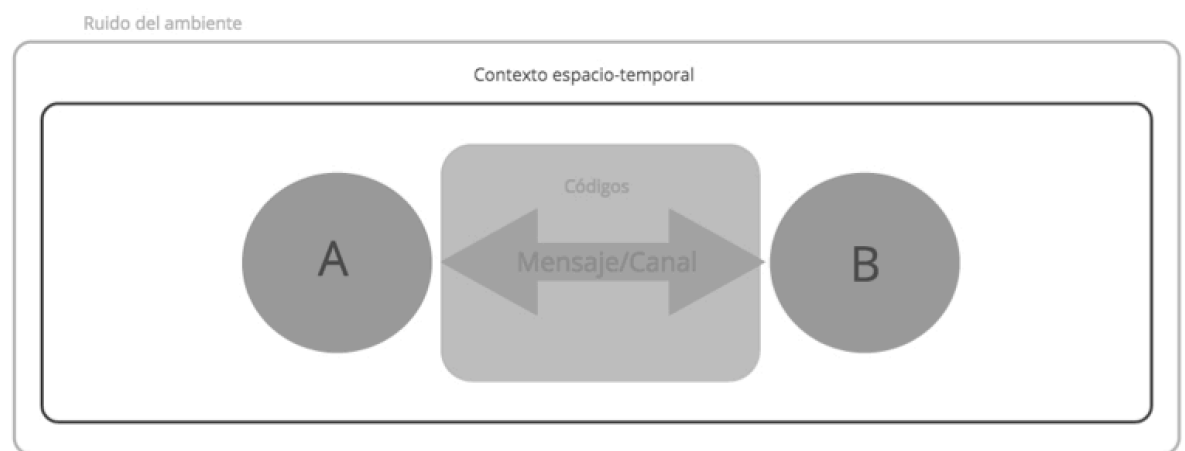 Ruido del ambiente
Contexto espacio-temporal
Códigos
A
Mensaje/Canal
B